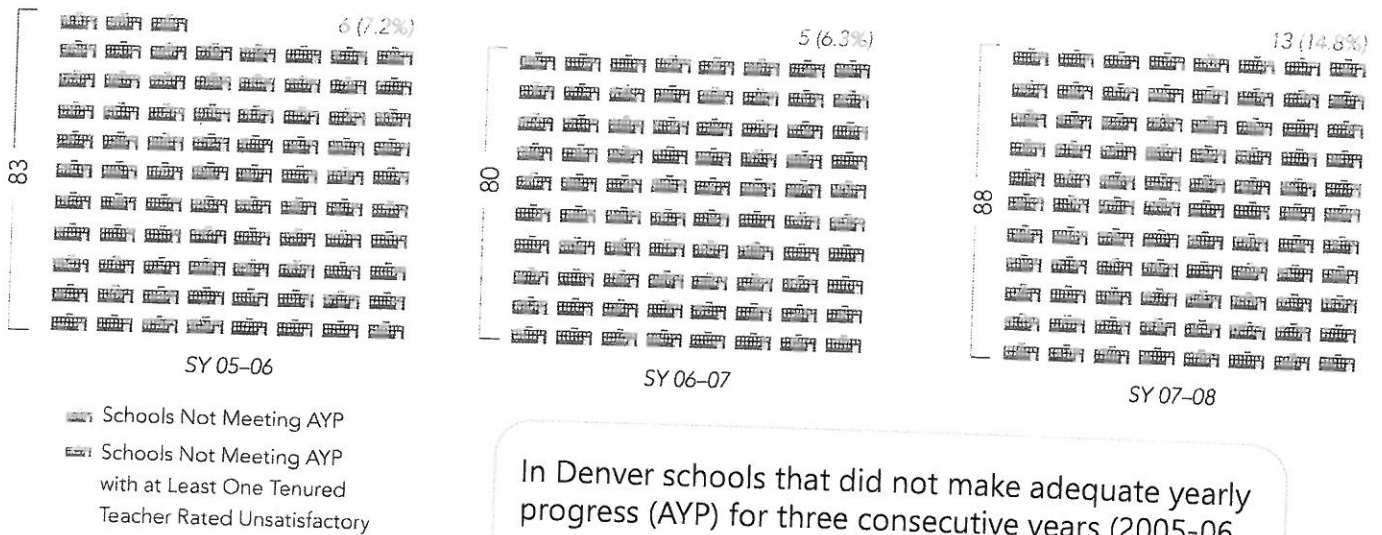 6 (7.2%)
83
SY 05–06
5 (6.3%)
80
SY 06–07
13 (14.8%)
88
SY 07–08
Schools Not Meeting AYP
Schools Not Meeting AYP
with at Least One Tenured
Teacher Rated Unsatisfactory
In Denver schools that did not make adequate yearly
progress (AYP) for three consecutive years (2005-06